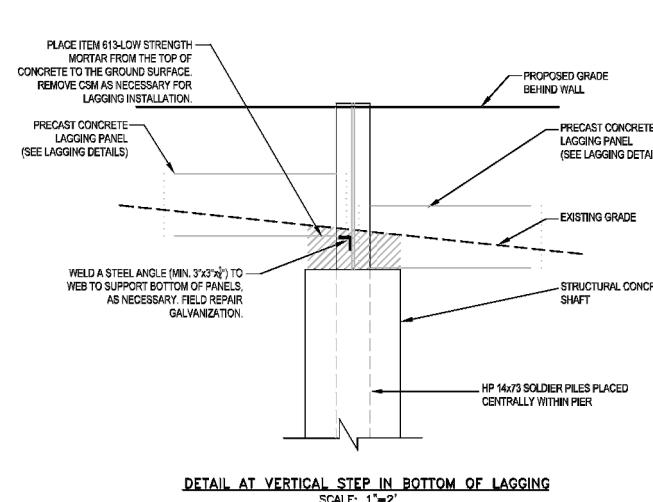 PLACE ITEM 613-LOW STRENGTH
MORTAR FROM THE TOP OF
CONCRETE TO THE GROUND SURFACE.
REMOVE CSM AS NECESSARY FOR
LAGGING INSTALLATION.
PRECAST CONCRETE
LAGGING PANEL
(SEE LAGGING DETAILS)
WELD A STEEL ANGLE (MIN. 3"x3"x ") TO
WEB TO SUPPORT BOTTOM OF PANELS,
AS NECESSARY. FIELD REPAIR
GALVANIZATION.
PROPOSED GRADE
BEHIND WALL
PRECAST CONCRETE
LAGGING PANEL
(SEE LAGGING DETAI
EXISTING GRADE
STRUCTURAL CONCR
SHAFT
HP 14x73 SOLDIER PILES PLACED
CENTRALLY WITHIN PIER
DETAIL AT VERTICAL STEP IN BOTTOM OF LAGGING
SCALE: 1"=2'